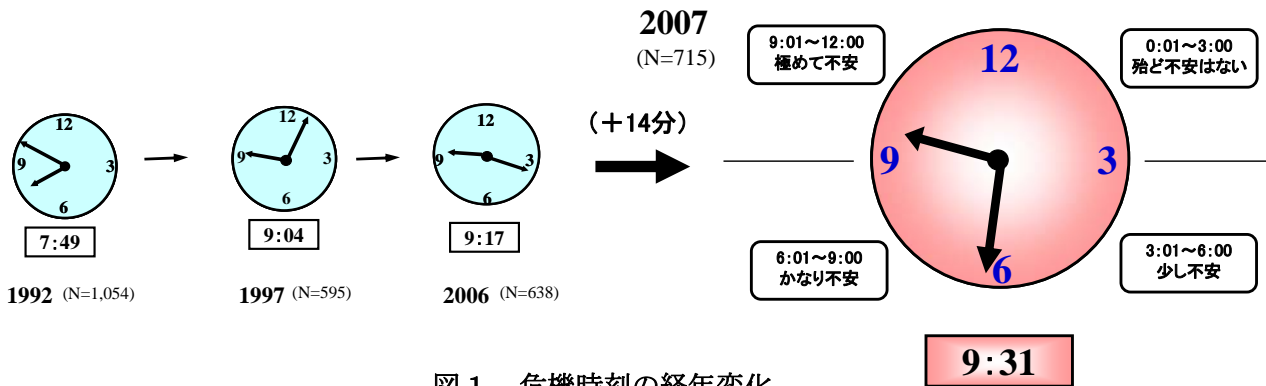 2007
(N=715)
9:01~12:00
極めて不安
0:01~3:00
殆ど不安はない
12
3
6
9
(+14分)
12
3
6
9
7:49
1992 (N=1,054)
12
3
6
9
9:04
1997 (N=595)
12
3
6
9
9:17
2006 (N=638)
6:01~9:00
かなり不安
3:01~6:00
少し不安
9:31
図1 危機時刻の経年変化